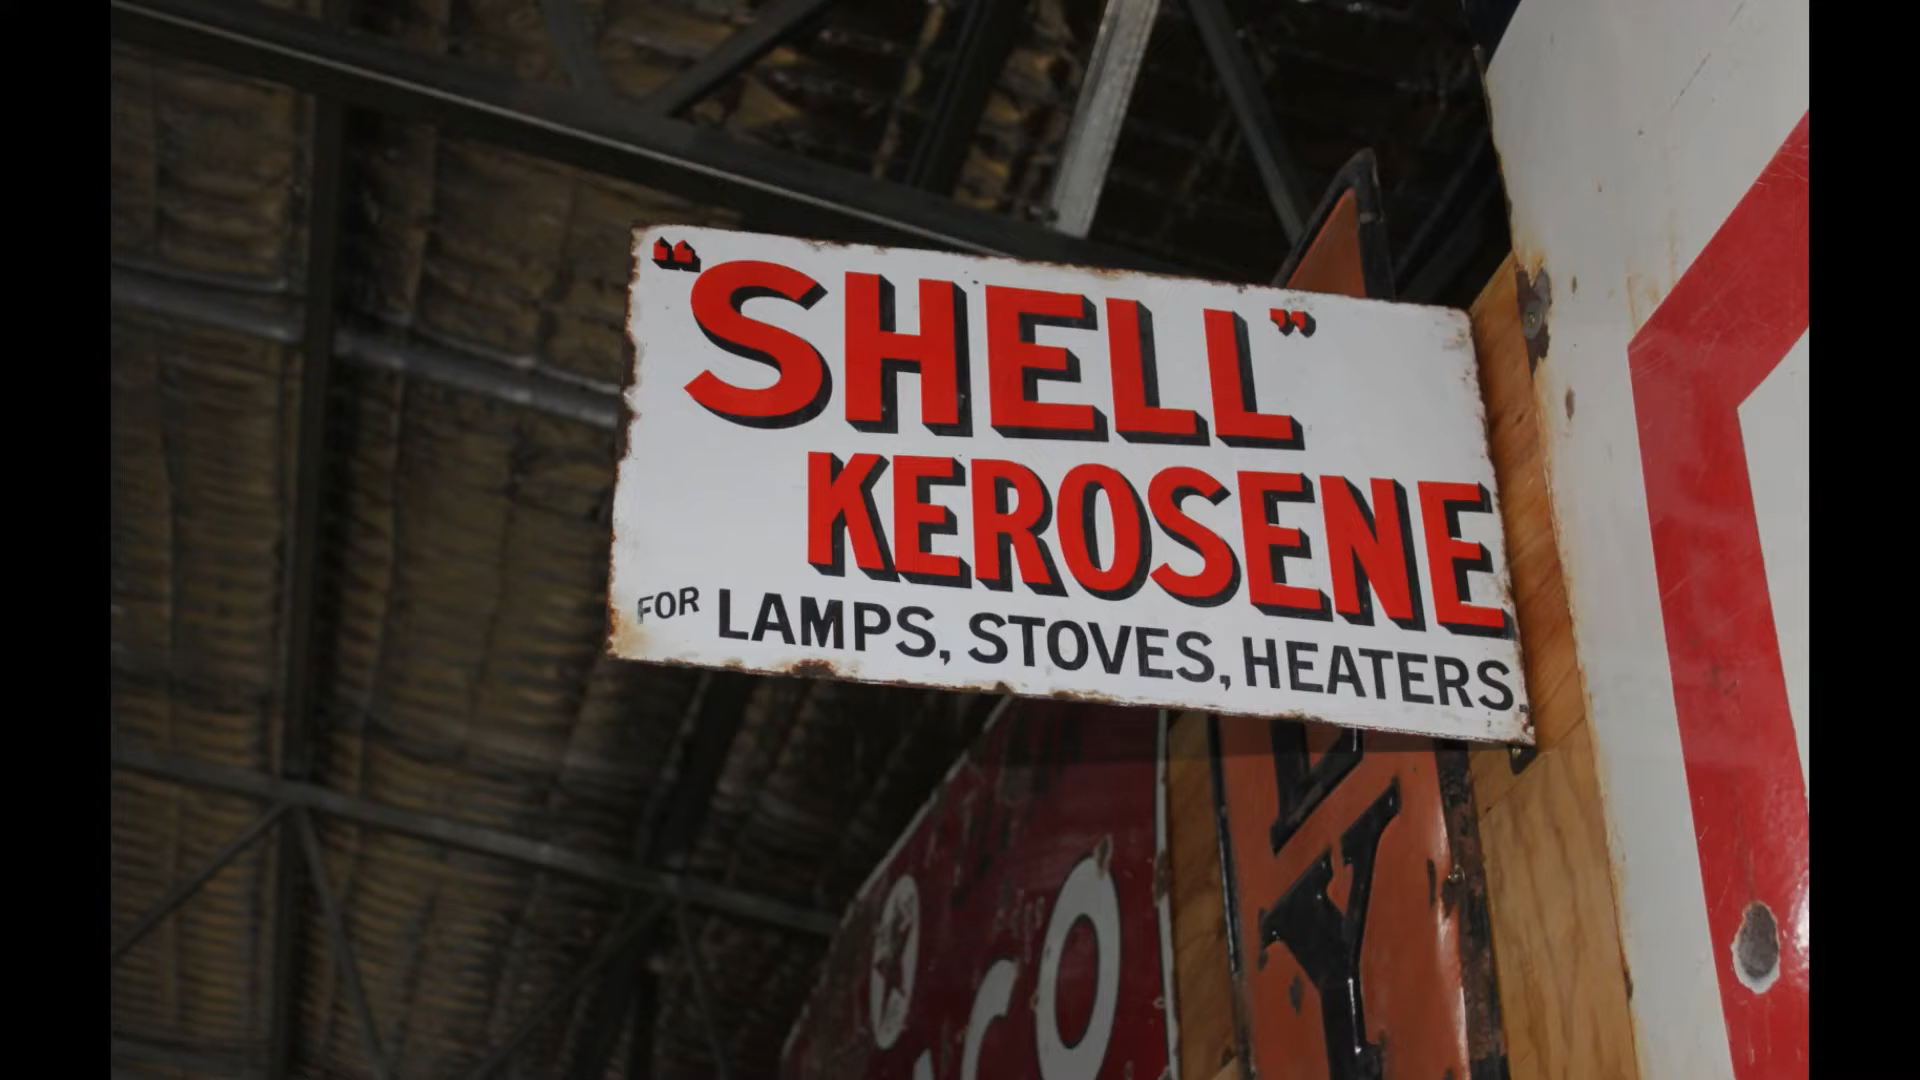 “SHELL”
KEROSENE
FOR LAMPS, STOVES, HEATERS.